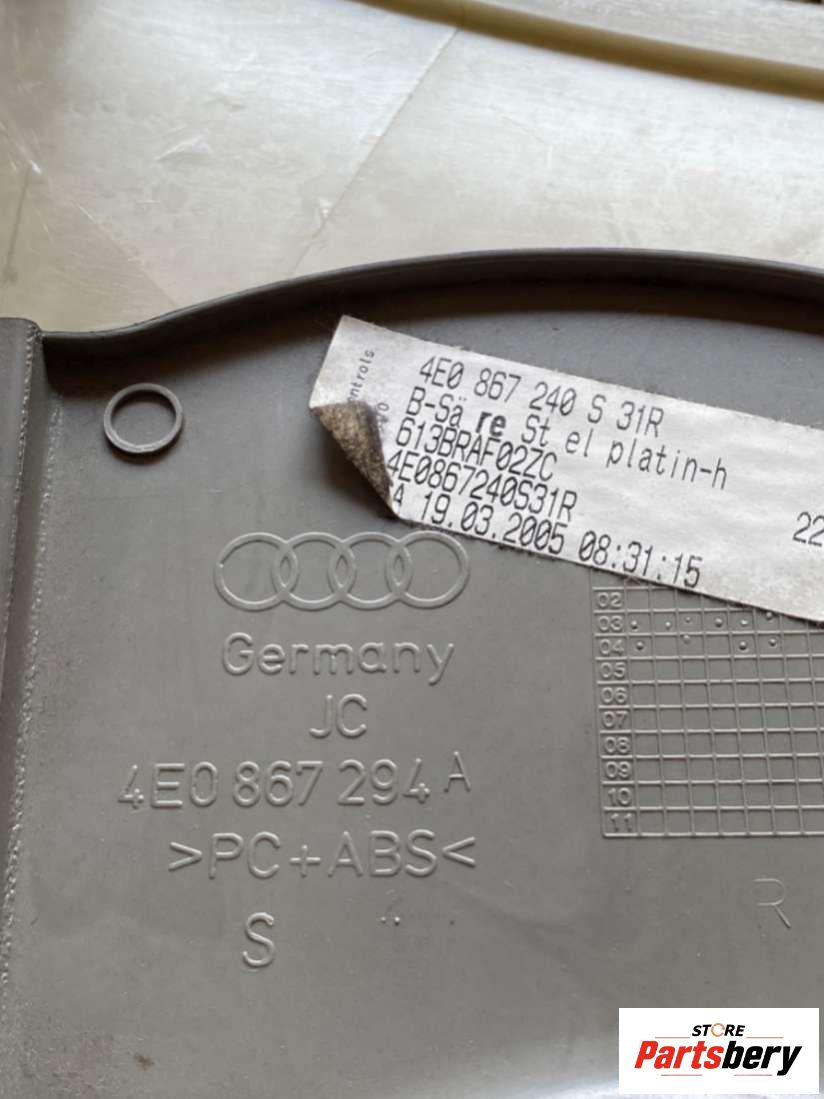 ontrols
4E0 867 240 S 31R
B-Sä re St el platin-h
613BRAF02ZC
4E0867240S31R
A 19.03.2005 08:31:15
22
02
03
04
05
06
07
08
09
10
11
Germany
JC
4E0 867 294 A
>PC+ABS<
S
R
STORE
Partsbery